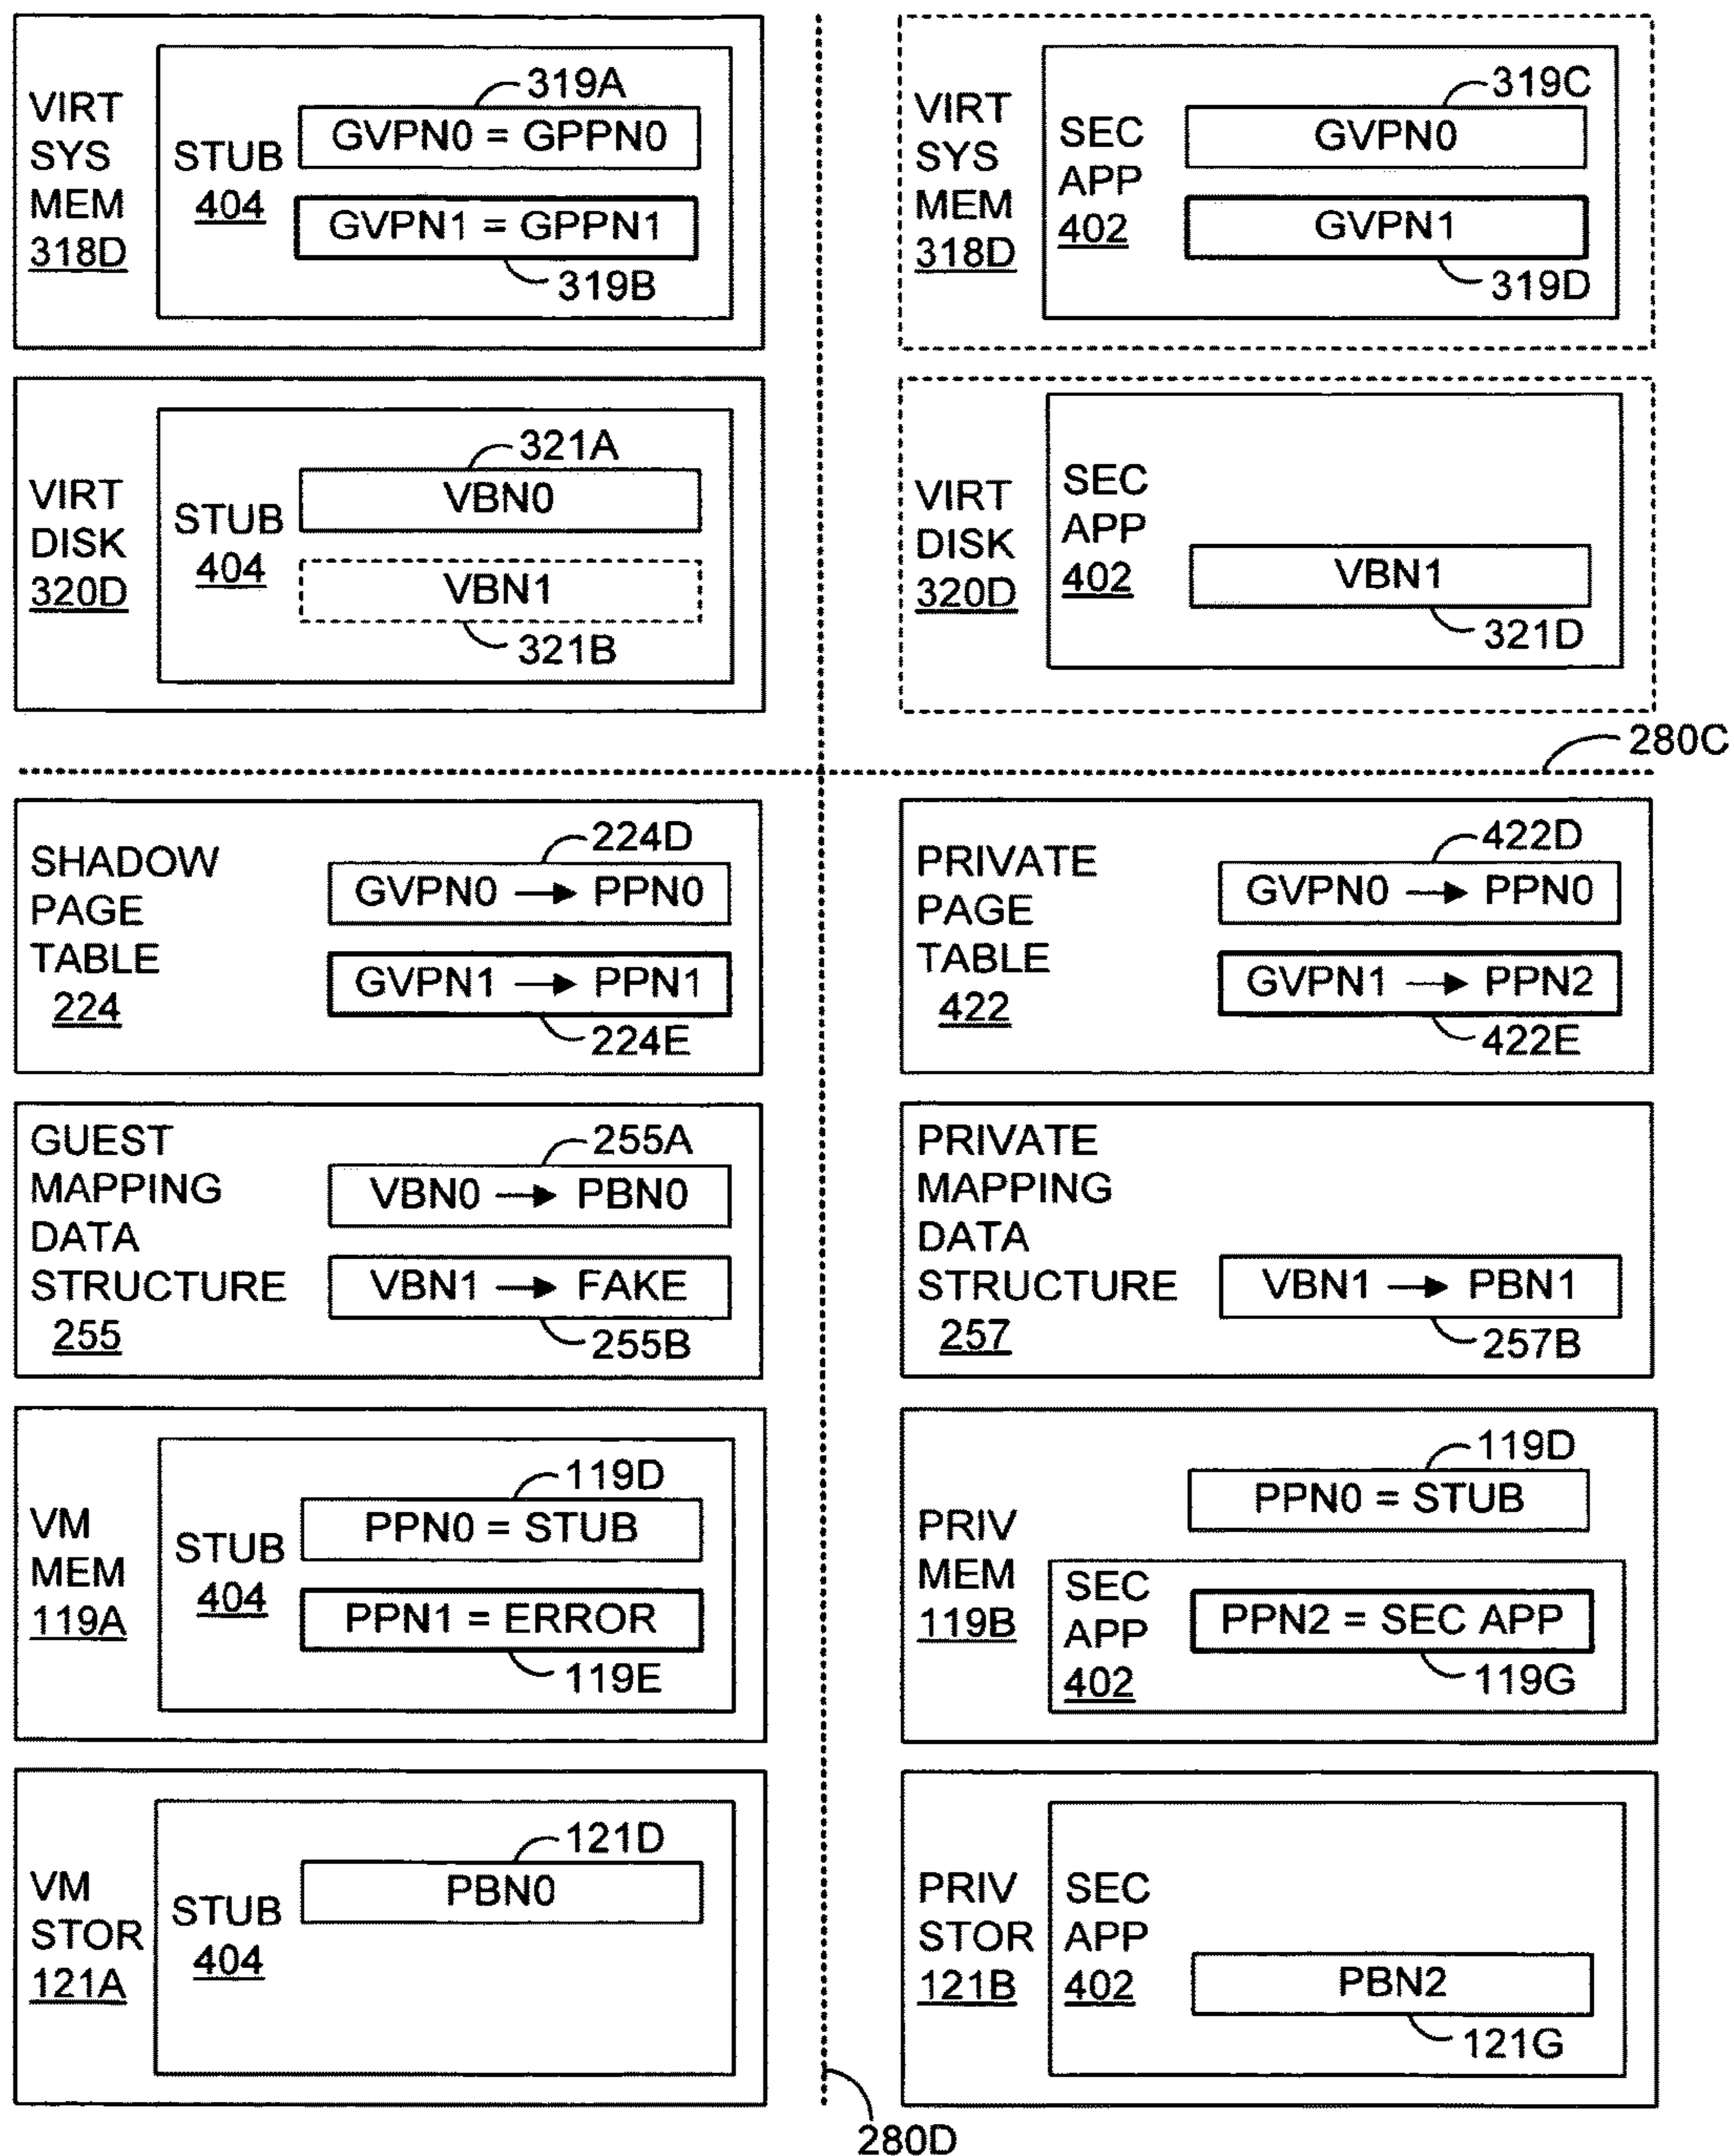 VIRT
SYS
MEM
318D
STUB
404
319A
GVPN0 = GPPN0
GVPN1 = GPPN1
319B
VIRT
SYS
MEM
318D
SEC
APP
402
319C
GVPN0
GVPN1
319D
VIRT
DISK
320D
STUB
404
321A
VBN0
VBN1
321B
VIRT
DISK
320D
SEC
APP
402
VBN1
321D
280C
SHADOW
PAGE
TABLE
224
224D
GVPN0 → PPN0
GVPN1 → PPN1
224E
PRIVATE
PAGE
TABLE
422
422D
GVPN0 → PPN0
GVPN1 → PPN2
422E
GUEST
MAPPING
DATA
STRUCTURE
255
255A
VBN0 → PBN0
VBN1 → FAKE
255B
PRIVATE
MAPPING
DATA
STRUCTURE
257
VBN1 → PBN1
257B
VM
MEM
119A
STUB
404
119D
PPN0 = STUB
PPN1 = ERROR
119E
PRIV
MEM
119B
119D
PPN0 = STUB
SEC
APP
402
PPN2 = SEC APP
119G
VM
STOR
121A
STUB
404
121D
PBN0
PRIV
STOR
121B
SEC
APP
402
PBN2
121G
280D